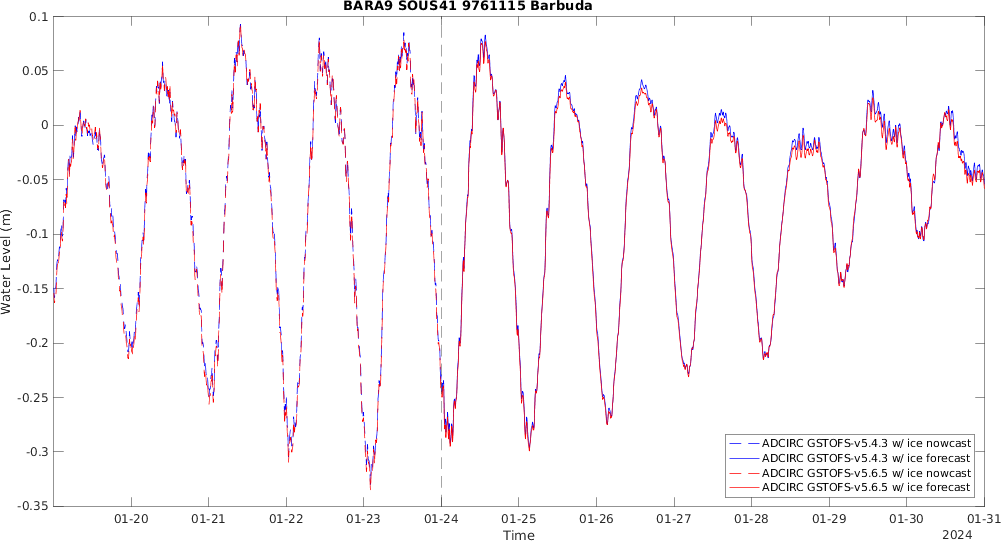 BARA9 SOUS41 9761115 Barbuda
0.1
0.05
0
-0.05
-0.1
-0.15
-0.2
-0.25
-0.3
-0.35
Water Level (m)
ADCIRC GSTOFS-v5.4.3 w/ ice nowcast
ADCIRC GSTOFS-v5.4.3 w/ ice forecast
ADCIRC GSTOFS-v5.6.5 w/ ice nowcast
ADCIRC GSTOFS-v5.6.5 w/ ice forecast
01-20 01-21 01-22 01-23 01-24 01-25 01-26 01-27 01-28 01-29 01-30 01-31
Time
2024